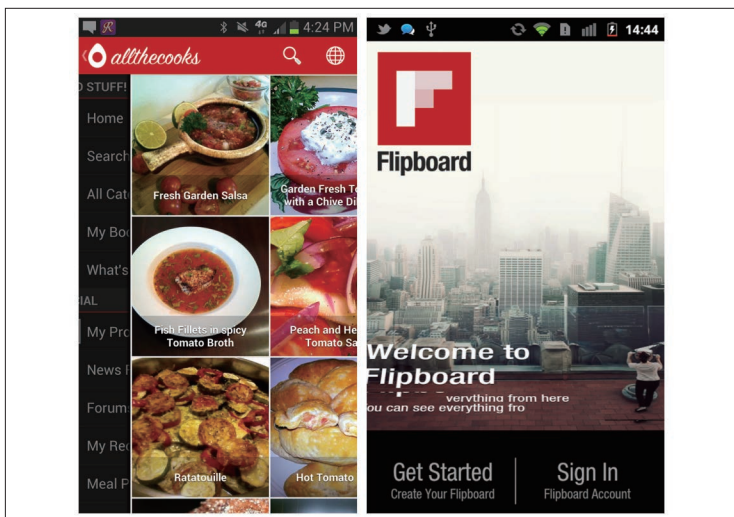 4G
4:24 PM
allthecooks
STUFF!
Home
Search
All Cat
My Boo
What's
IAL
My Pro
News
Forum
My Rec
Meal P
Fresh Garden Salsa
Garden Fresh To
with a Chive Di
Fish Fillets in spicy
Tomato Broth
Peach and He
Tomato Sa
Ratatouille
Hot Tomato
14:44
Flipboard
Welcome to
Flipboard
verything from here
ou can see everything fro
Get Started
Create Your Flipboard
Sign In
Flipboard Account